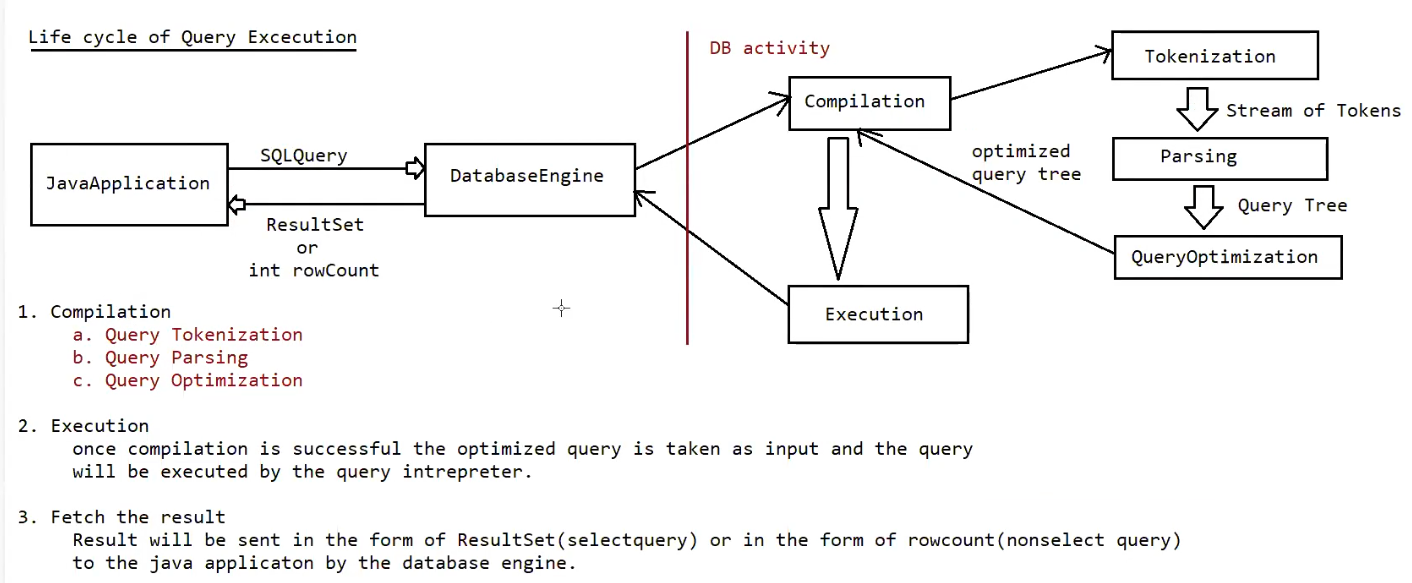 Life cycle of Query Excecution
DB activity
Tokenization
Compilation
Stream of Tokens
SQLQuery
optimized
query tree
Parsing
JavaApplication
DatabaseEngine
Query Tree
ResultSet
or
int rowCount
QueryOptimization
Execution
1. Compilation
a. Query Tokenization
b. Query Parsing
c. Query Optimization
2. Execution
once compilation is successful the optimized query is taken as input and the query
will be executed by the query intrepreter.
3. Fetch the result
Result will be sent in the form of ResultSet(selectquery) or in the form of rowcount(nonselect query)
to the java applicaton by the database engine.